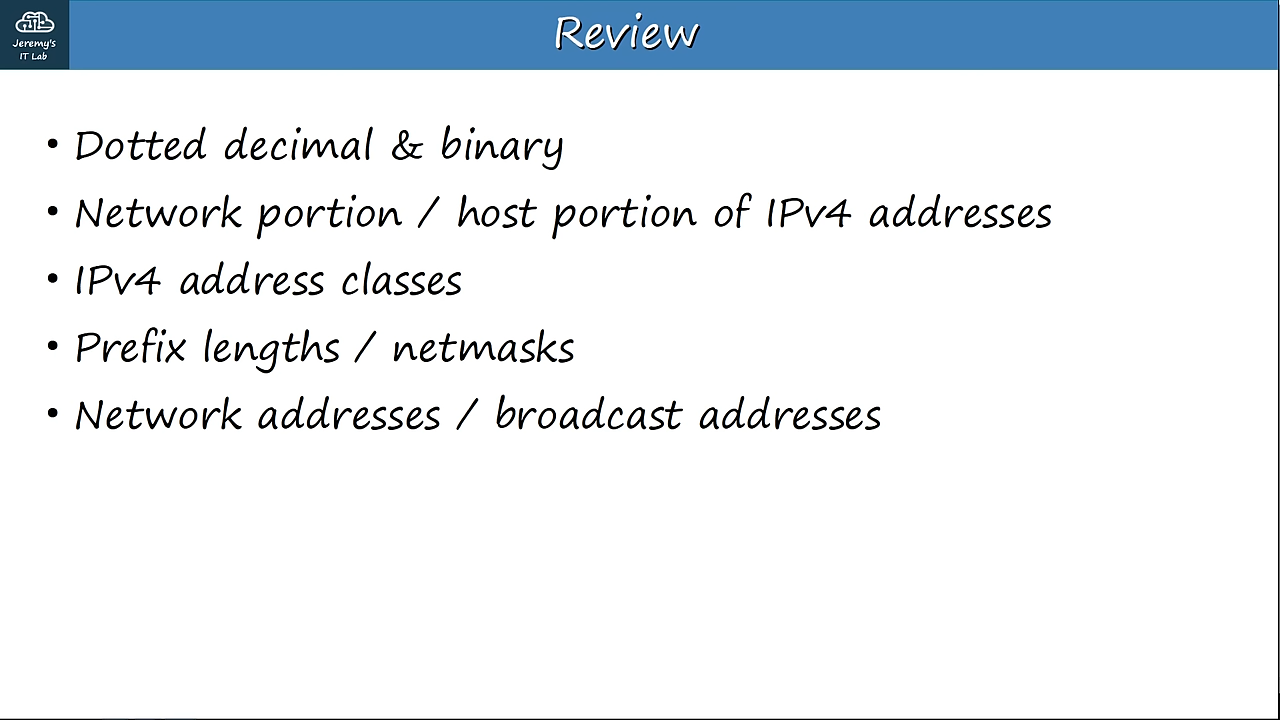 Jeremy's
IT Lab
Review
• Dotted decimal & binary
• Network portion / host portion of IPv4 addresses
• IPv4 address classes
• Prefix lengths / netmasks
• Network addresses / broadcast addresses